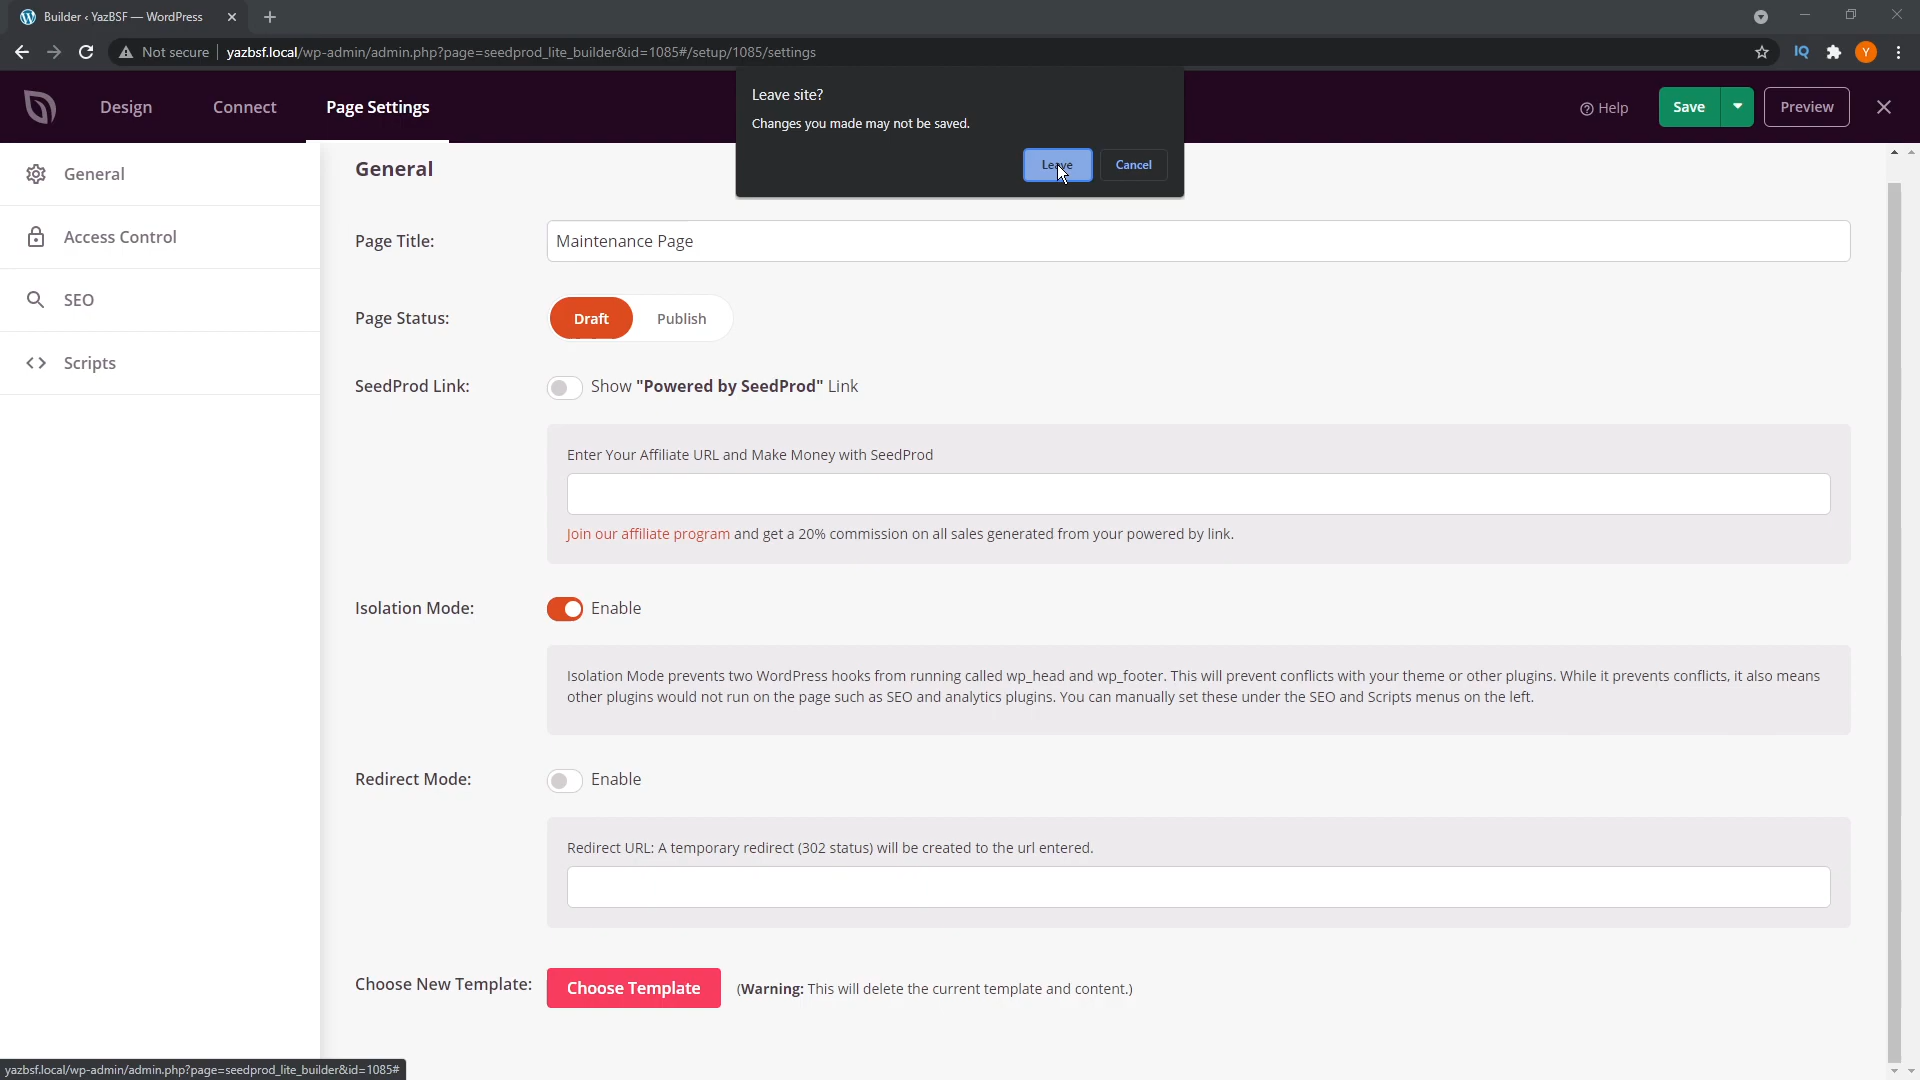 Builder ‹ YazBSF — WordPress
Not secure
yazbsf.local/wp-admin/admin.php?page=seedprod_lite_builder&id=1085#/setup/1085/settings
IQ
Y
Design
Connect
Page Settings
Help
Save
Preview
Leave site?
Changes you made may not be saved.
Leave
Cancel
General
Access Control
SEO
Scripts
General
Page Title:
Maintenance Page
Page Status:
Draft
Publish
SeedProd Link:
Show "Powered by SeedProd" Link
Enter Your Affiliate URL and Make Money with SeedProd
Join our affiliate program and get a 20% commission on all sales generated from your powered by link.
Isolation Mode:
Enable
Isolation Mode prevents two WordPress hooks from running called wp_head and wp_footer. This will prevent conflicts with your theme or other plugins. While it prevents conflicts, it also means
other plugins would not run on the page such as SEO and analytics plugins. You can manually set these under the SEO and Scripts menus on the left.
Redirect Mode:
Enable
Redirect URL: A temporary redirect (302 status) will be created to the url entered.
Choose New Template:
Choose Template
(Warning: This will delete the current template and content.)
yazbsf.local/wp-admin/admin.php?page=seedprod_lite_builder&id=1085#